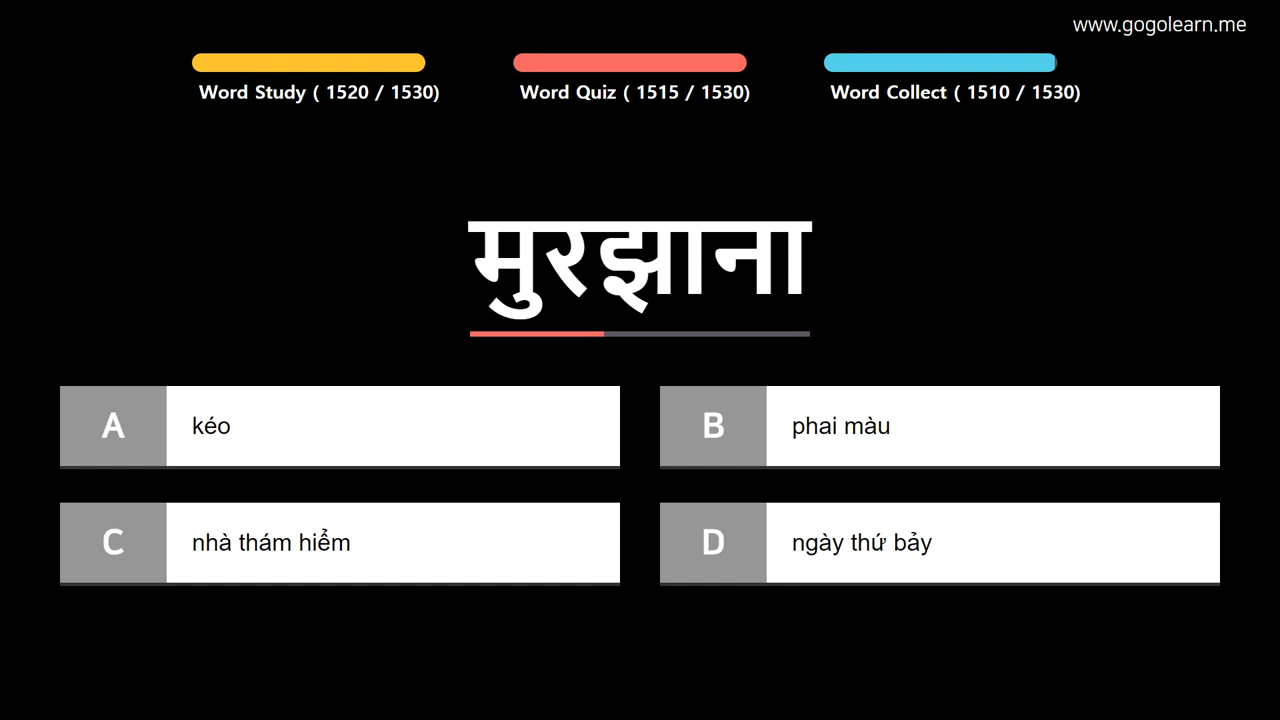 www.gogolearn.me
Word Study ( 1520 / 1530)
Word Quiz ( 1515 / 1530)
Word Collect ( 1510 / 1530)
मुरझाना
A
kéo
B
phai màu
C
nhà thám hiểm
D
ngày thứ bảy